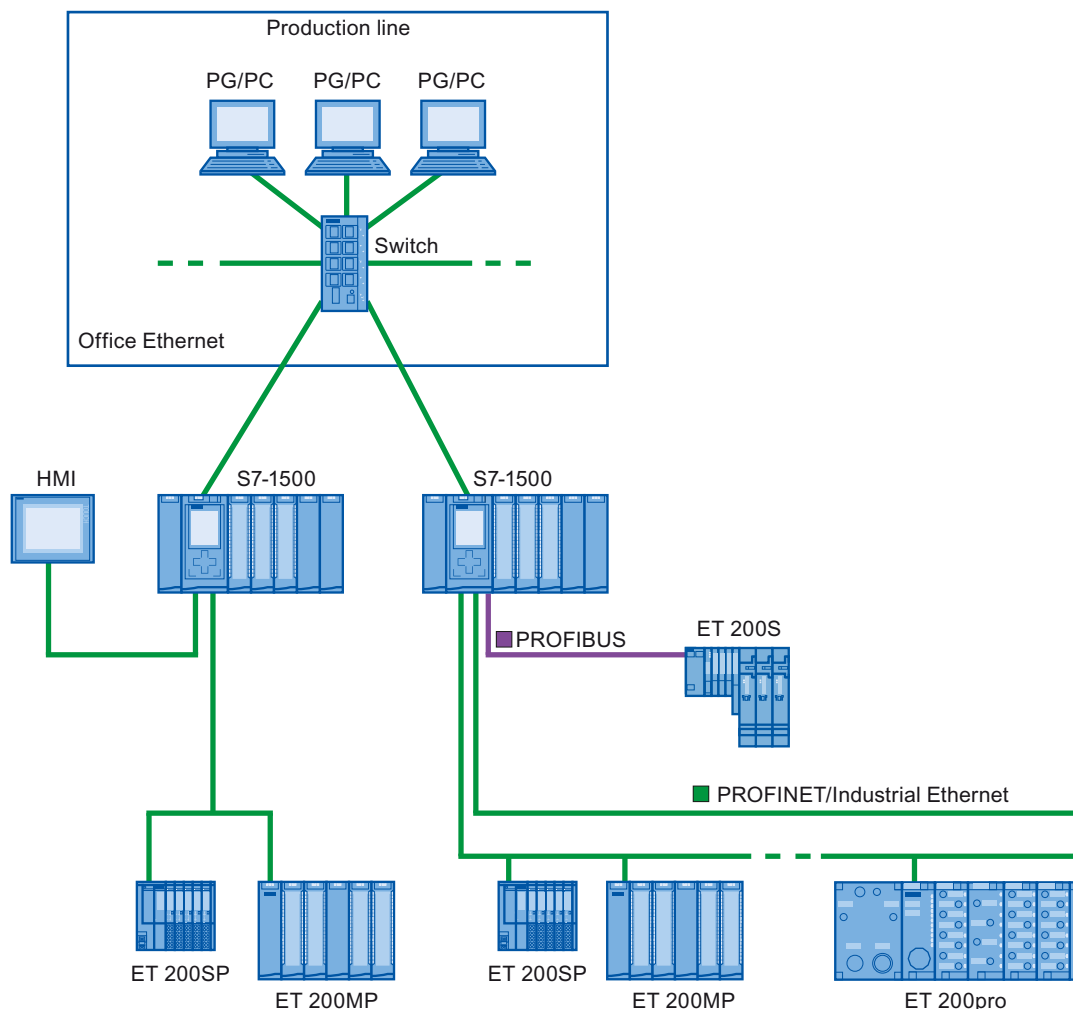 Production line
PG/PC
PG/PC
PG/PC
Switch
Office Ethernet
HMI
S7-1500
S7-1500
PROFIBUS
ET 200S
PROFINET/Industrial Ethernet
ET 200SP
ET 200MP
ET 200SP
ET 200MP
ET 200pro